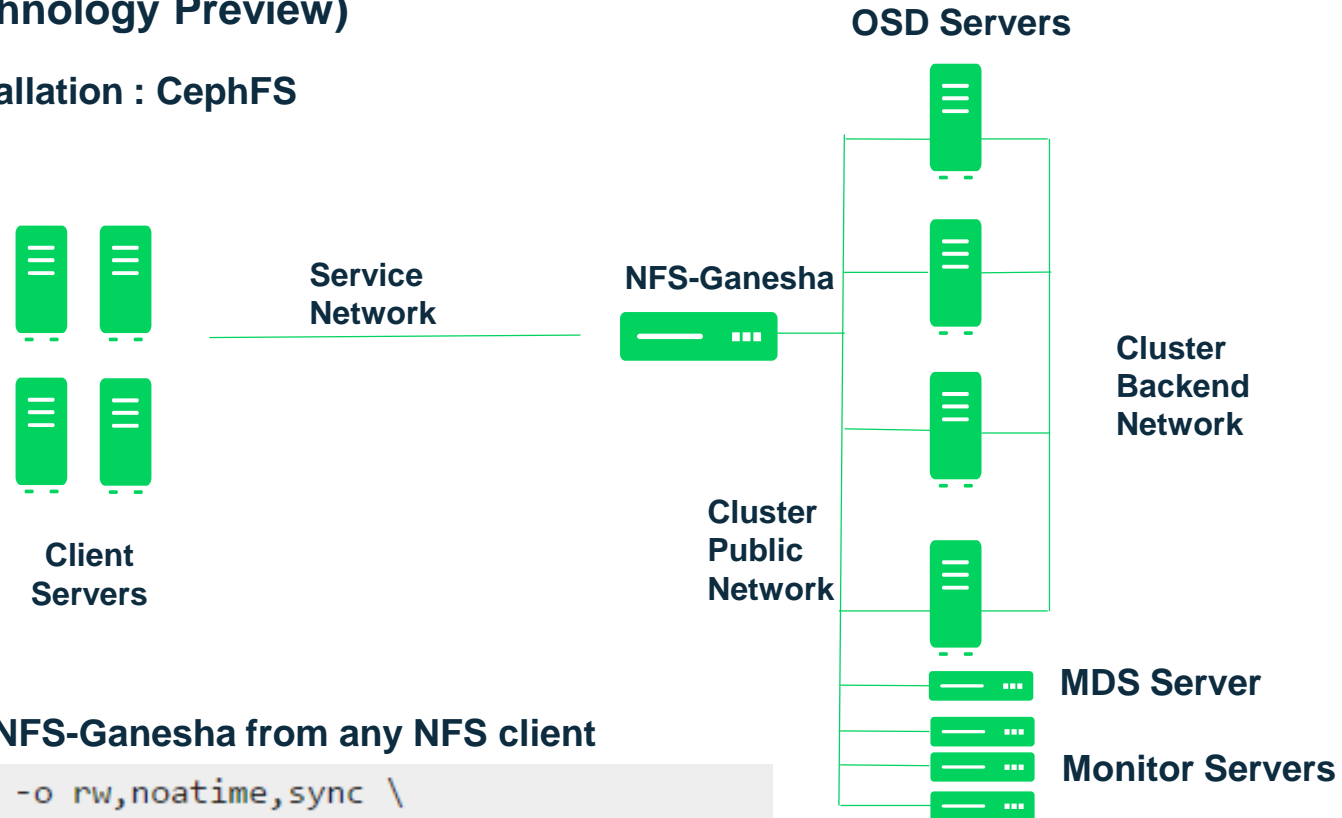 hnology Preview)
allation : CephFS
OSD Servers
Service
Network
NFS-Ganesha
Cluster
Backend
Network
Cluster
Public
Network
Client
Servers
MDS Server
Monitor Servers
NFS-Ganesha from any NFS client
-o rw,noatime,sync \